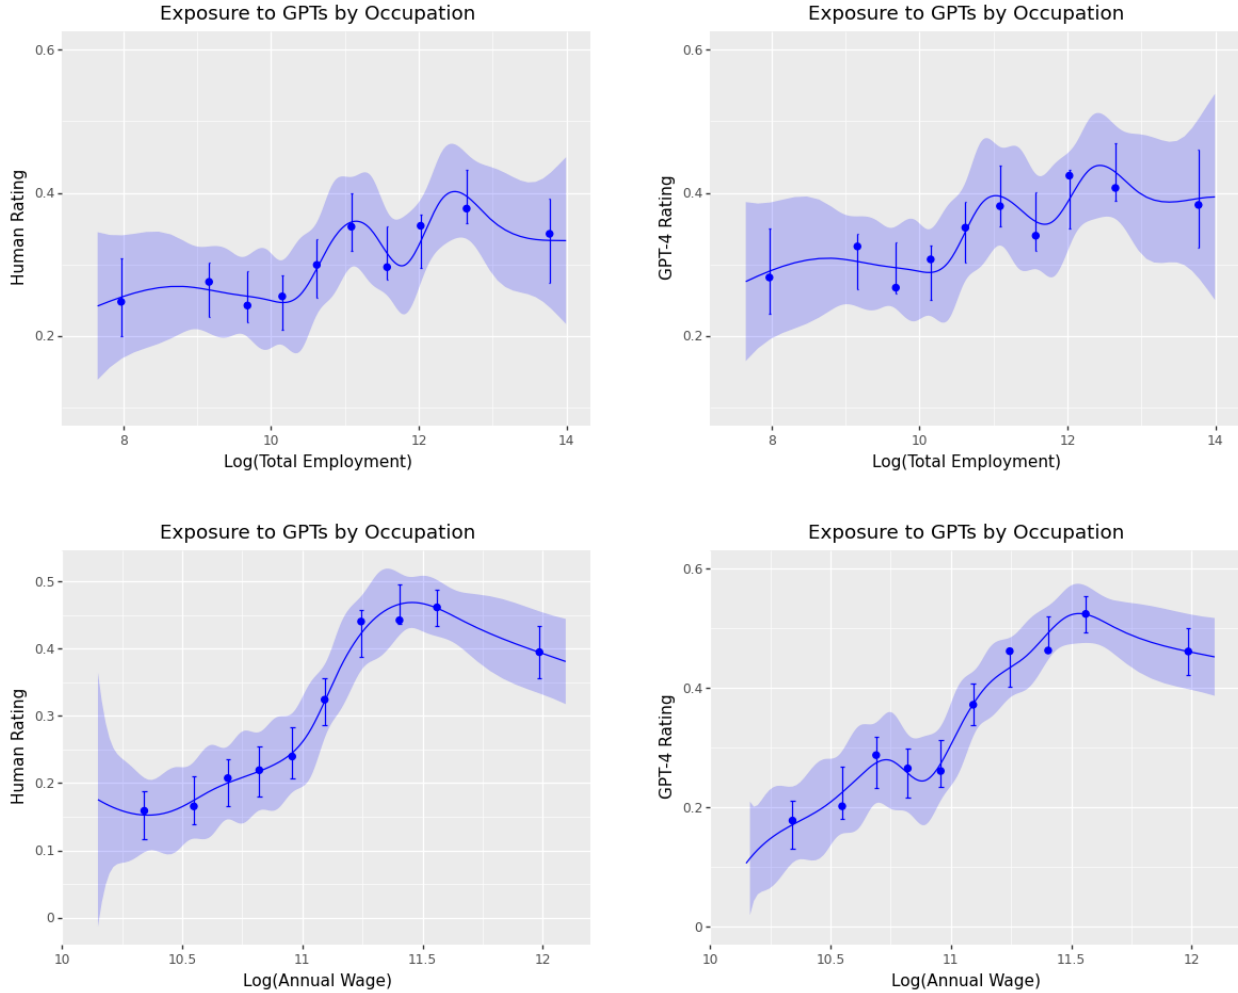 Exposure to GPTs by Occupation
0.6
0.4
0.2
Human Rating
8
10
12
14
Log(Total Employment)
Exposure to GPTs by Occupation
0.6
0.4
0.2
GPT-4 Rating
8
10
12
14
Log(Total Employment)
Exposure to GPTs by Occupation
0.5
0.4
0.3
0.2
0.1
0
Human Rating
10
10.5
11
11.5
12
Log(Annual Wage)
Exposure to GPTs by Occupation
0.6
0.4
0.2
0
GPT-4 Rating
10
10.5
11
11.5
12
Log(Annual Wage)